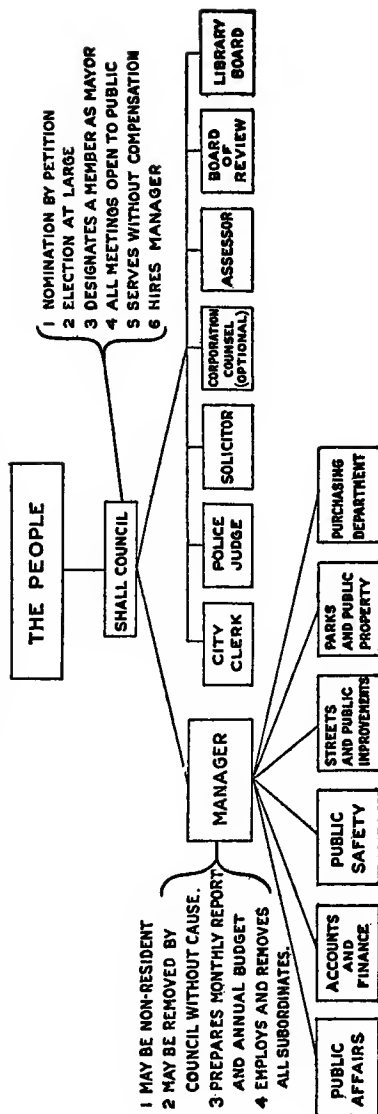 THE PEOPLE
SHALL COUNCIL
1 NOMINATION BY PETITION
2 ELECTION AT LARGE
3 DESIGNATES A MEMBER AS MAYOR
4 ALL MEETINGS OPEN TO PUBLIC
5 SERVES WITHOUT COMPENSATION
6 HIRES MANAGER
1 MAY BE NON-RESIDENT
2 MAY BE REMOVED BY
COUNCIL WITHOUT CAUSE.
3 PREPARES MONTHLY REPORT
AND ANNUAL BUDGET
4 EMPLOYS AND REMOVES
ALL SUBORDINATES.
MANAGER
CITY
CLERK
POLICE
JUDGE
SOLICITOR
CORPORATION
COUNSEL
(OPTIONAL)
ASSESSOR
BOARD
OF
REVIEW
LIBRARY
BOARD
PUBLIC
AFFAIRS
ACCOUNTS
AND
FINANCE
PUBLIC
SAFETY
STREETS
AND PUBLIC
INPROVEMENTS
PARKS
AND PUBLIC
PROPERTY
PURCHASING
DEPARTMENT